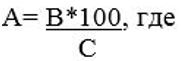 А= В*100, где
С